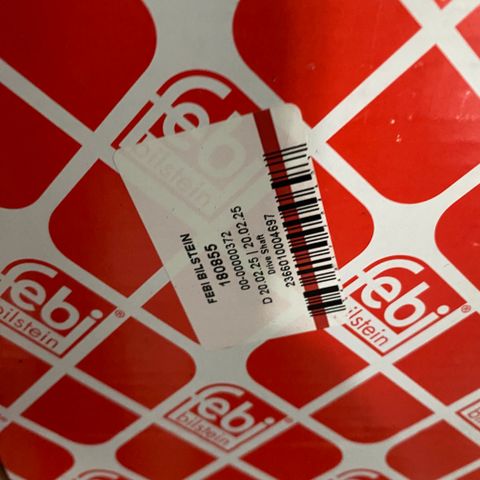 febi
bilstein
FEBI BILSTEIN
180855
00-00000372
D 20.02.25 | 20.02.25
Drive Shaft
2366010004697
febi®
bilstein
febi®
bilstein
febi®
bilstein